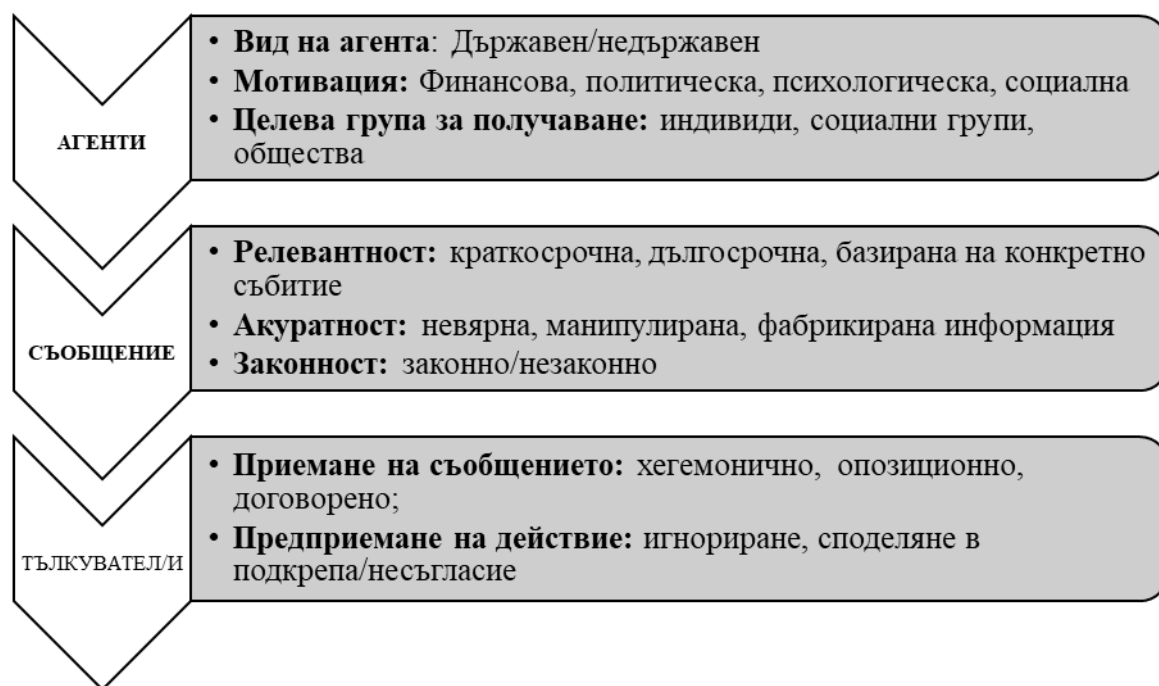 АГЕНТИ
• Вид на агента: Държавен/недържавен
• Мотивация: Финансова, политическа, психологическа, социална
• Целева група за получаване: индивиди, социални групи,
общества
СЪОБЩЕНИЕ
• Релевантност: краткосрочна, дългосрочна, базирана на конкретно
събитие
• Акуратност: невярна, манипулирана, фабрикирана информация
• Законност: законно/незаконно
ТЪЛКУВАТЕЛ/И
• Приемане на съобщението: хегемонично, опозиционно,
договорено;
• Предприемане на действие: игнориране, споделяне в
подкрепа/несъгласие